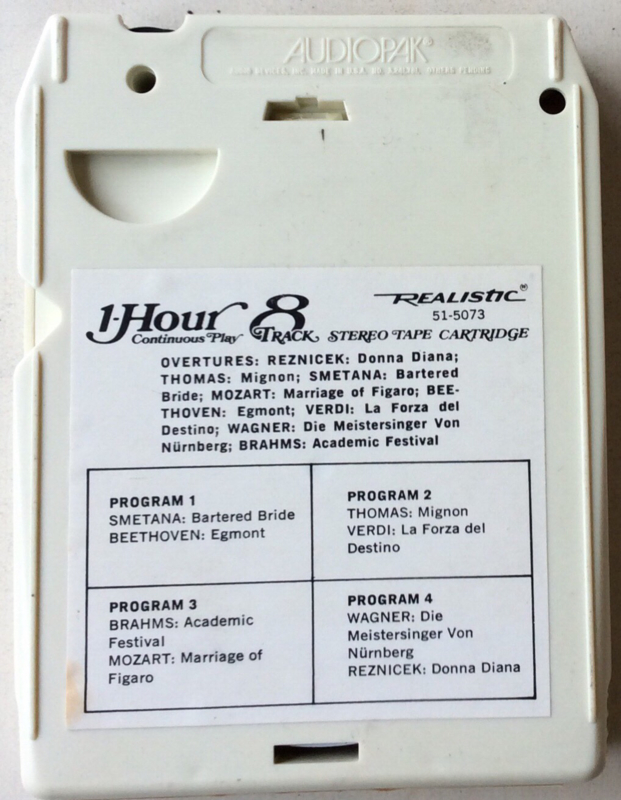 AUDIOPAK®
1-Hour 8
Continuous Play TRACK STEREO TAPE CARTRIDGE
REALISTIC®
51-5073
OVERTURES: REZNICEK: Donna Diana;
THOMAS: Mignon; SMETANA: Bartered
Bride; MOZART: Marriage of Figaro; BEE-
THOVEN: Egmont; VERDI: La Forza del
Destino; WAGNER: Die Meistersinger Von
Nürnberg; BRAHMS: Academic Festival
PROGRAM 1
SMETANA: Bartered Bride
BEETHOVEN: Egmont
PROGRAM 2
THOMAS: Mignon
VERDI: La Forza del
Destino
PROGRAM 3
BRAHMS: Academic
Festival
MOZART: Marriage of
Figaro
PROGRAM 4
WAGNER: Die
Meistersinger Von
Nürnberg
REZNICEK: Donna Diana